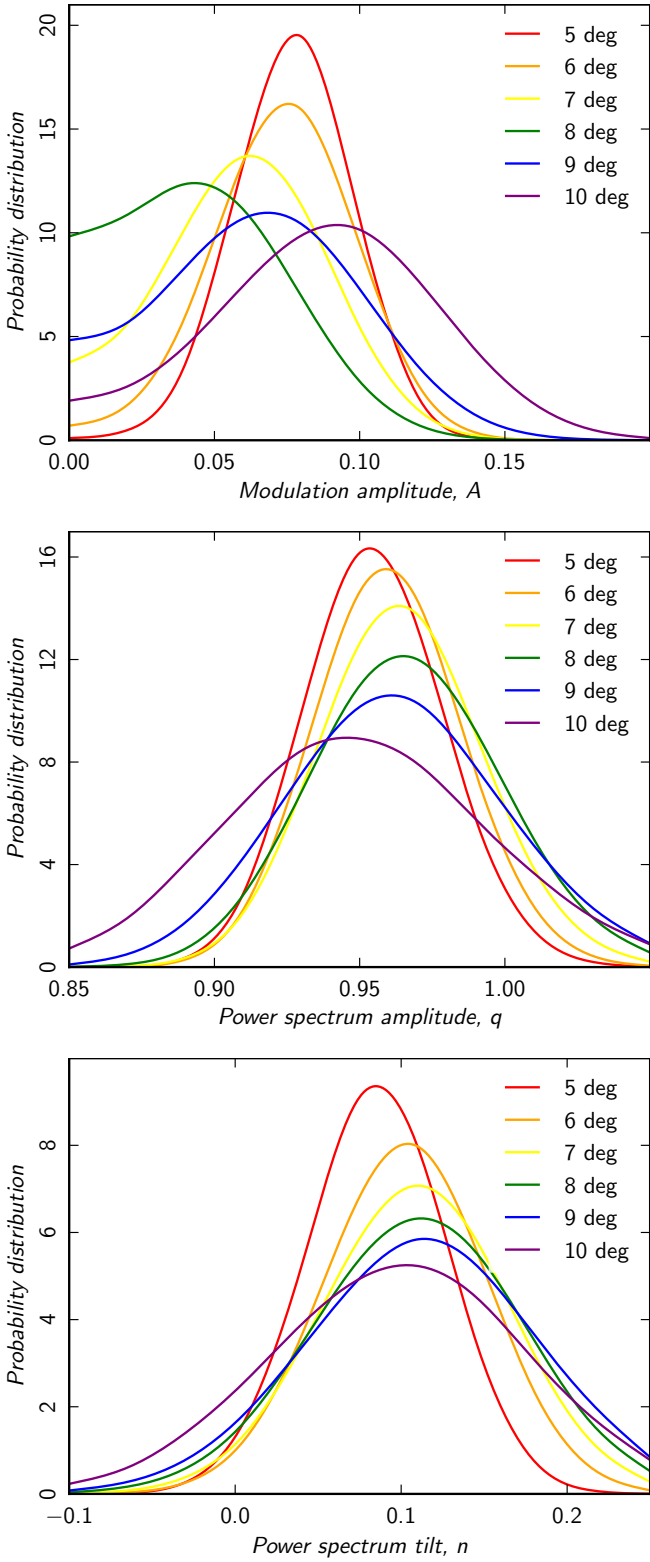 20
15
10
5
0
Probability distribution
5 deg
6 deg
7 deg
8 deg
9 deg
10 deg
0.00 0.05 0.10 0.15
Modulation amplitude, A
16
12
8
4
0
Probability distribution
5 deg
6 deg
7 deg
8 deg
9 deg
10 deg
0.85 0.90 0.95 1.00
Power spectrum amplitude, q
8
6
4
2
0
Probability distribution
5 deg
6 deg
7 deg
8 deg
9 deg
10 deg
−0.1 0.0 0.1 0.2
Power spectrum tilt, n